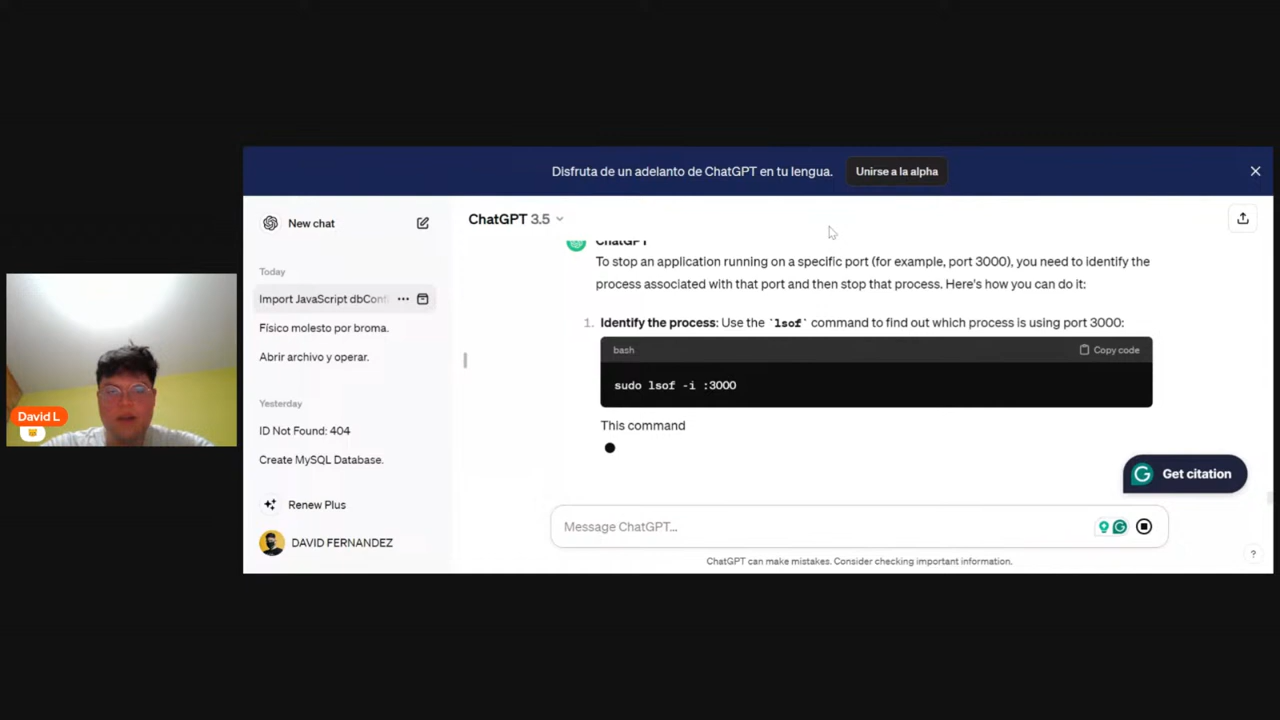 Disfruta de un adelanto de ChatGPT en tu lengua.
Unirse a la alpha
New chat
ChatGPT 3.5
Today
Import JavaScript dbConf
Físico molesto por broma.
Abrir archivo y operar.
Yesterday
ID Not Found: 404
Create MySQL Database.
Renew Plus
DAVID FERNANDEZ
ChatGPT
To stop an application running on a specific port (for example, port 3000), you need to identify the
process associated with that port and then stop that process. Here's how you can do it:
1. Identify the process: Use the `lsof` command to find out which process is using port 3000:
bash
Copy code
sudo lsof -i :3000
This command
G Get citation
Message ChatGPT...
ChatGPT can make mistakes. Consider checking important information.
?
David L